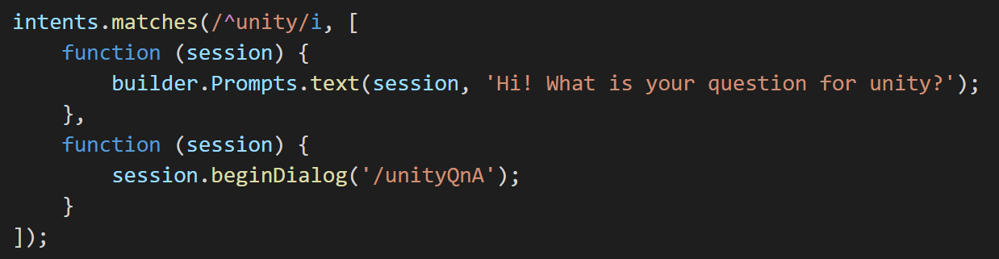 intents.matches(/^unity/i, [
    function (session) {
        builder.Prompts.text(session, 'Hi! What is your question for unity?');
    },
    function (session) {
        session.beginDialog('/unityQnA');
    }
]);